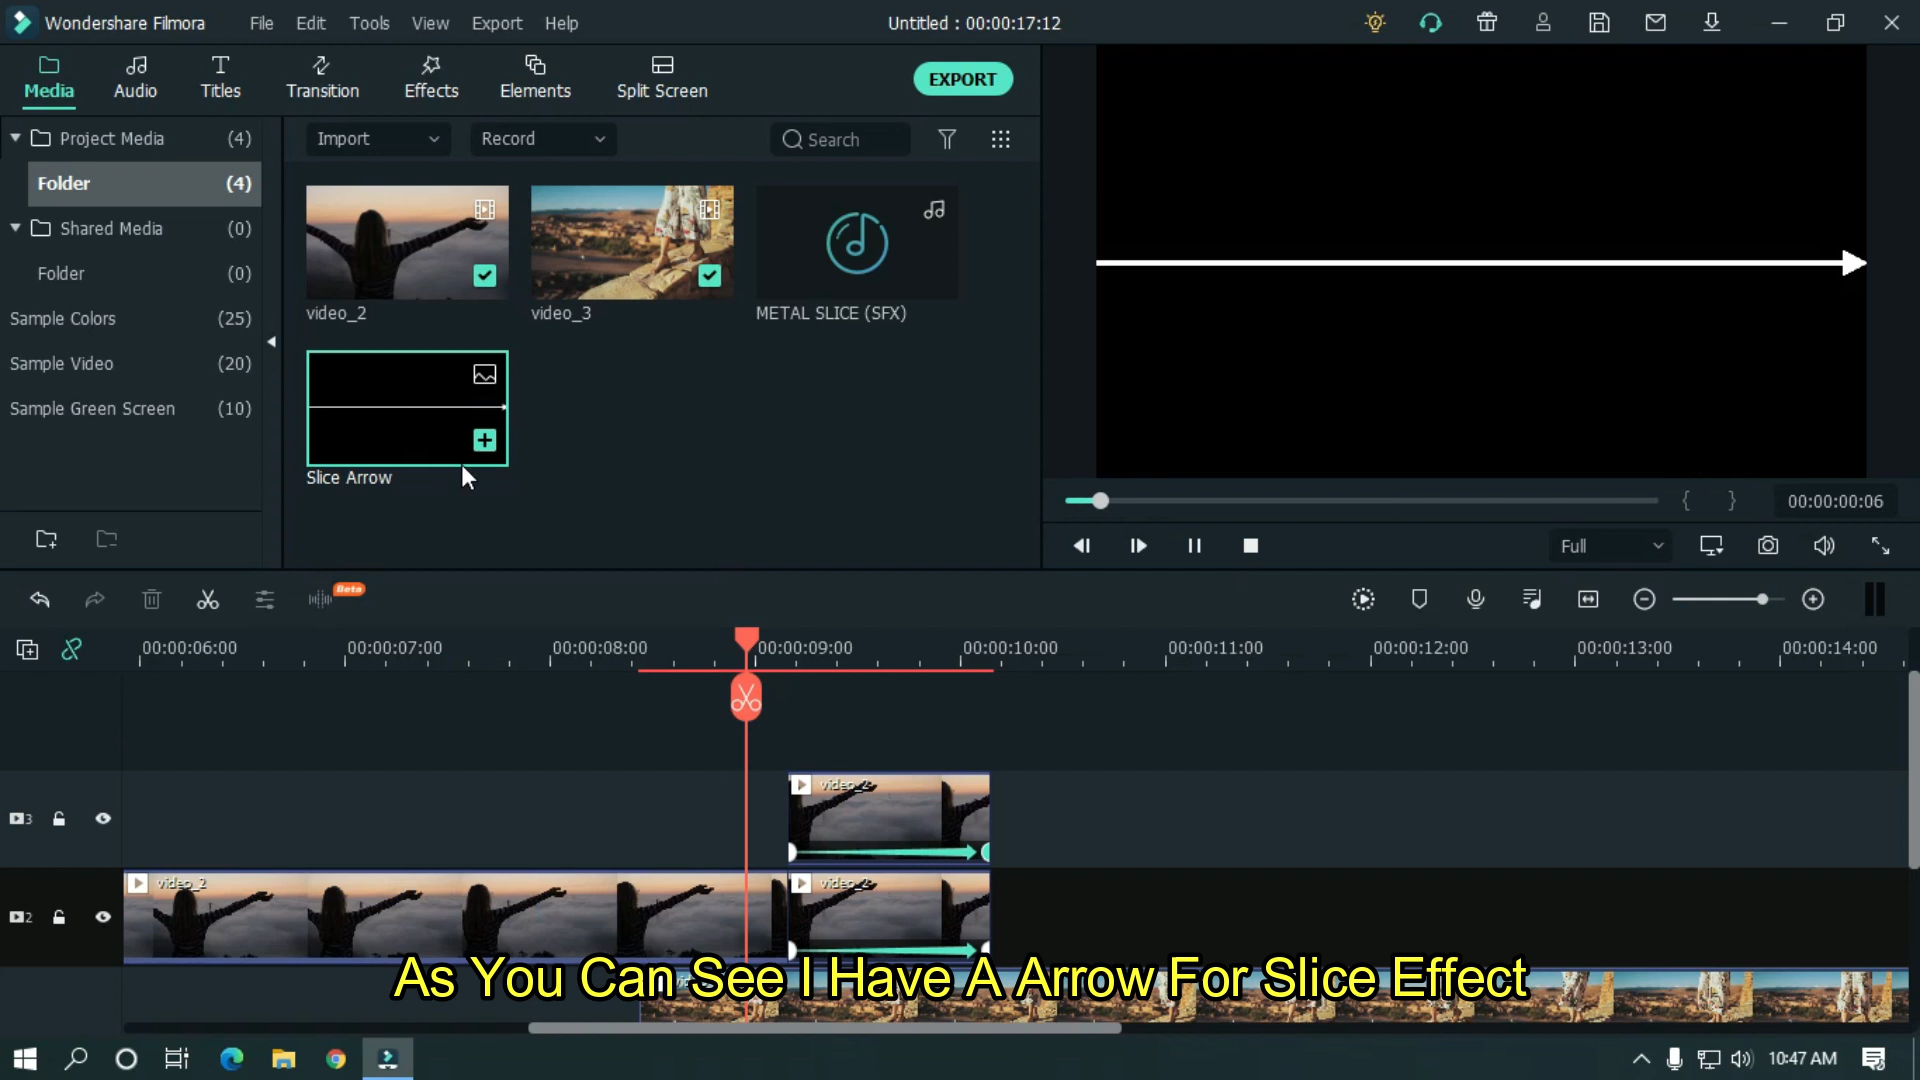 Wondershare Filmora File Edit Tools View Export Help Untitled : 00:00:17:12
Media Audio Titles Transition Effects Elements Split Screen EXPORT
Project Media (4)
Folder (4)
Shared Media (0)
Folder (0)
Sample Colors (25)
Sample Video (20)
Sample Green Screen (10)
Import Record Search
video_2 video_3 METAL SLICE (SFX)
Slice Arrow
00:00:00:06
Full
Beta
00:00:06:00 00:00:07:00 00:00:08:00 00:00:09:00 00:00:10:00 00:00:11:00 00:00:12:00 00:00:13:00 00:00:14:00
3 video_2
2 video_2 video_2
As You Can See I Have A Arrow For Slice Effect
10:47 AM